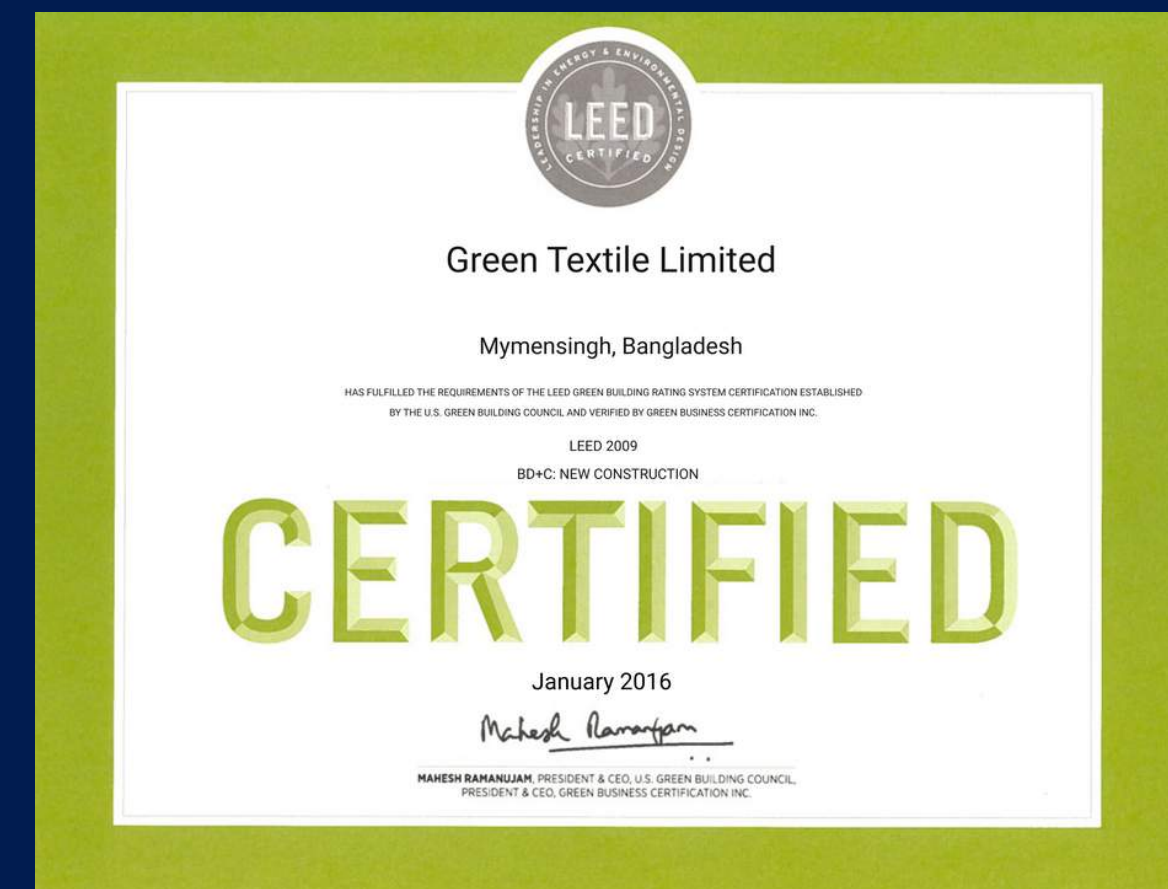 LEADERSHIP IN ENERGY & ENVIRONMENTAL DESIGN
LEED
CERTIFIED
Green Textile Limited
Mymensingh, Bangladesh
HAS FULFILLED THE REQUIREMENTS OF THE LEED GREEN BUILDING RATING SYSTEM CERTIFICATION ESTABLISHED
BY THE U.S. GREEN BUILDING COUNCIL AND VERIFIED BY GREEN BUSINESS CERTIFICATION INC.
LEED 2009
BD+C: NEW CONSTRUCTION
CERTIFIED
January 2016
Mahesh Ramanujam
MAHESH RAMANUJAM, PRESIDENT & CEO, U.S. GREEN BUILDING COUNCIL,
PRESIDENT & CEO, GREEN BUSINESS CERTIFICATION INC.